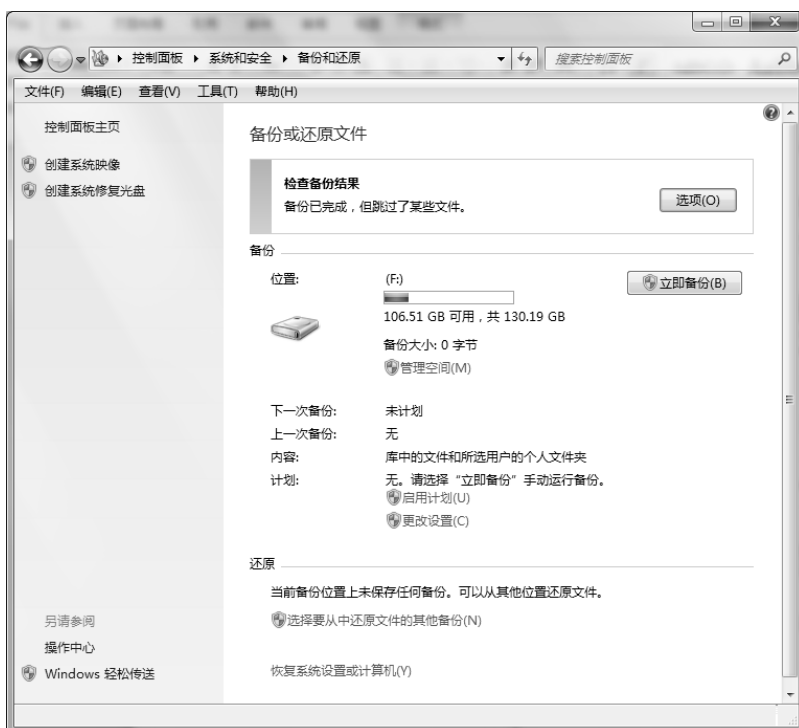 控制面板 系统和安全 备份和还原 搜索控制面板
文件(F) 编辑(E) 查看(V) 工具(T) 帮助(H)
控制面板主页
创建系统映像
创建系统修复光盘
备份或还原文件
检查备份结果
备份已完成，但跳过了某些文件。
选项(O)
备份
位置: (F:)
立即备份(B)
106.51 GB 可用，共 130.19 GB
备份大小: 0 字节
管理空间(M)
下一次备份: 未计划
上一次备份: 无
内容: 库中的文件和所选用户的个人文件夹
计划: 无。请选择“立即备份”手动运行备份。
启用计划(U)
更改设置(C)
还原
当前备份位置上未保存任何备份。可以从其他位置还原文件。
选择要从中还原文件的其他备份(N)
恢复系统设置或计算机(Y)
另请参阅
操作中心
Windows 轻松传送